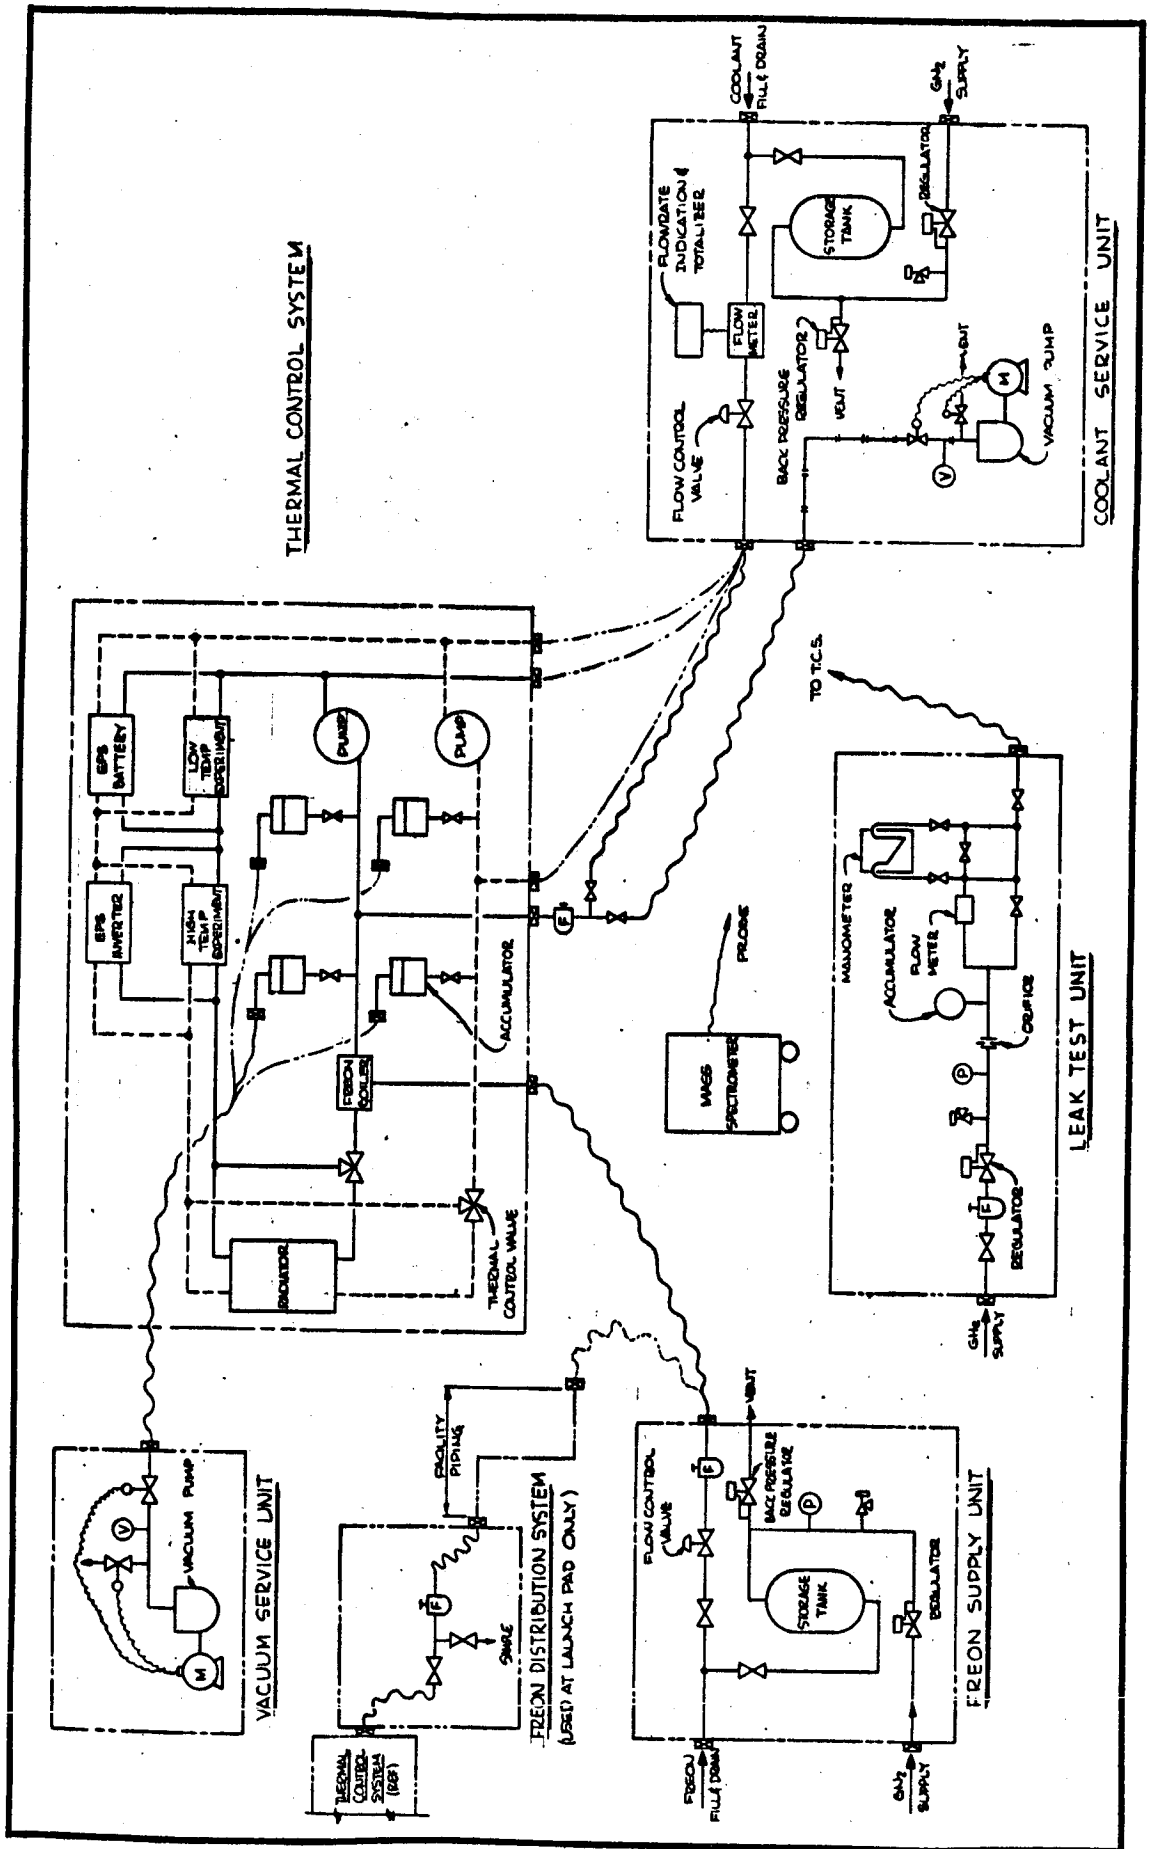 THERMAL CONTROL SYSTEM
EPS
INVERTER
EPS
BATTERY
HIGH
TEMP
EXPERIMENT
LOW
TEMP
EXPERIMENT
RADIATOR
FREON
BOILER
PUMP
PUMP
ACCUMULATOR
THERMAL
CONTROL VALVE
F
VACUUM SERVICE UNIT
M
V
VACUUM PUMP
FREON DISTRIBUTION SYSTEM
(USED AT LAUNCH PAD ONLY)
THERMAL
CONTROL
SYSTEM
(REF)
F
SAMPLE
FACILITY
PIPING
FREON SUPPLY UNIT
FREON
FILL & DRAIN
GN2
SUPPLY
FLOW CONTROL
VALVE
F
VENT
BACK PRESSURE
REGULATOR
P
STORAGE
TANK
REGULATOR
MASS
SPECTROMETER
PROBE
LEAK TEST UNIT
GHE
SUPPLY
F
REGULATOR
P
ORIFICE
ACCUMULATOR
FLOW
METER
MANOMETER
TO T.C.S.
COOLANT SERVICE UNIT
COOLANT
FILL & DRAIN
GN2
SUPPLY
FLOWRATE
INDICATION &
TOTALIZER
FLOW
METER
FLOW CONTROL
VALVE
BACK PRESSURE
REGULATOR
VENT
STORAGE
TANK
REGULATOR
VENT
V
M
VACUUM PUMP